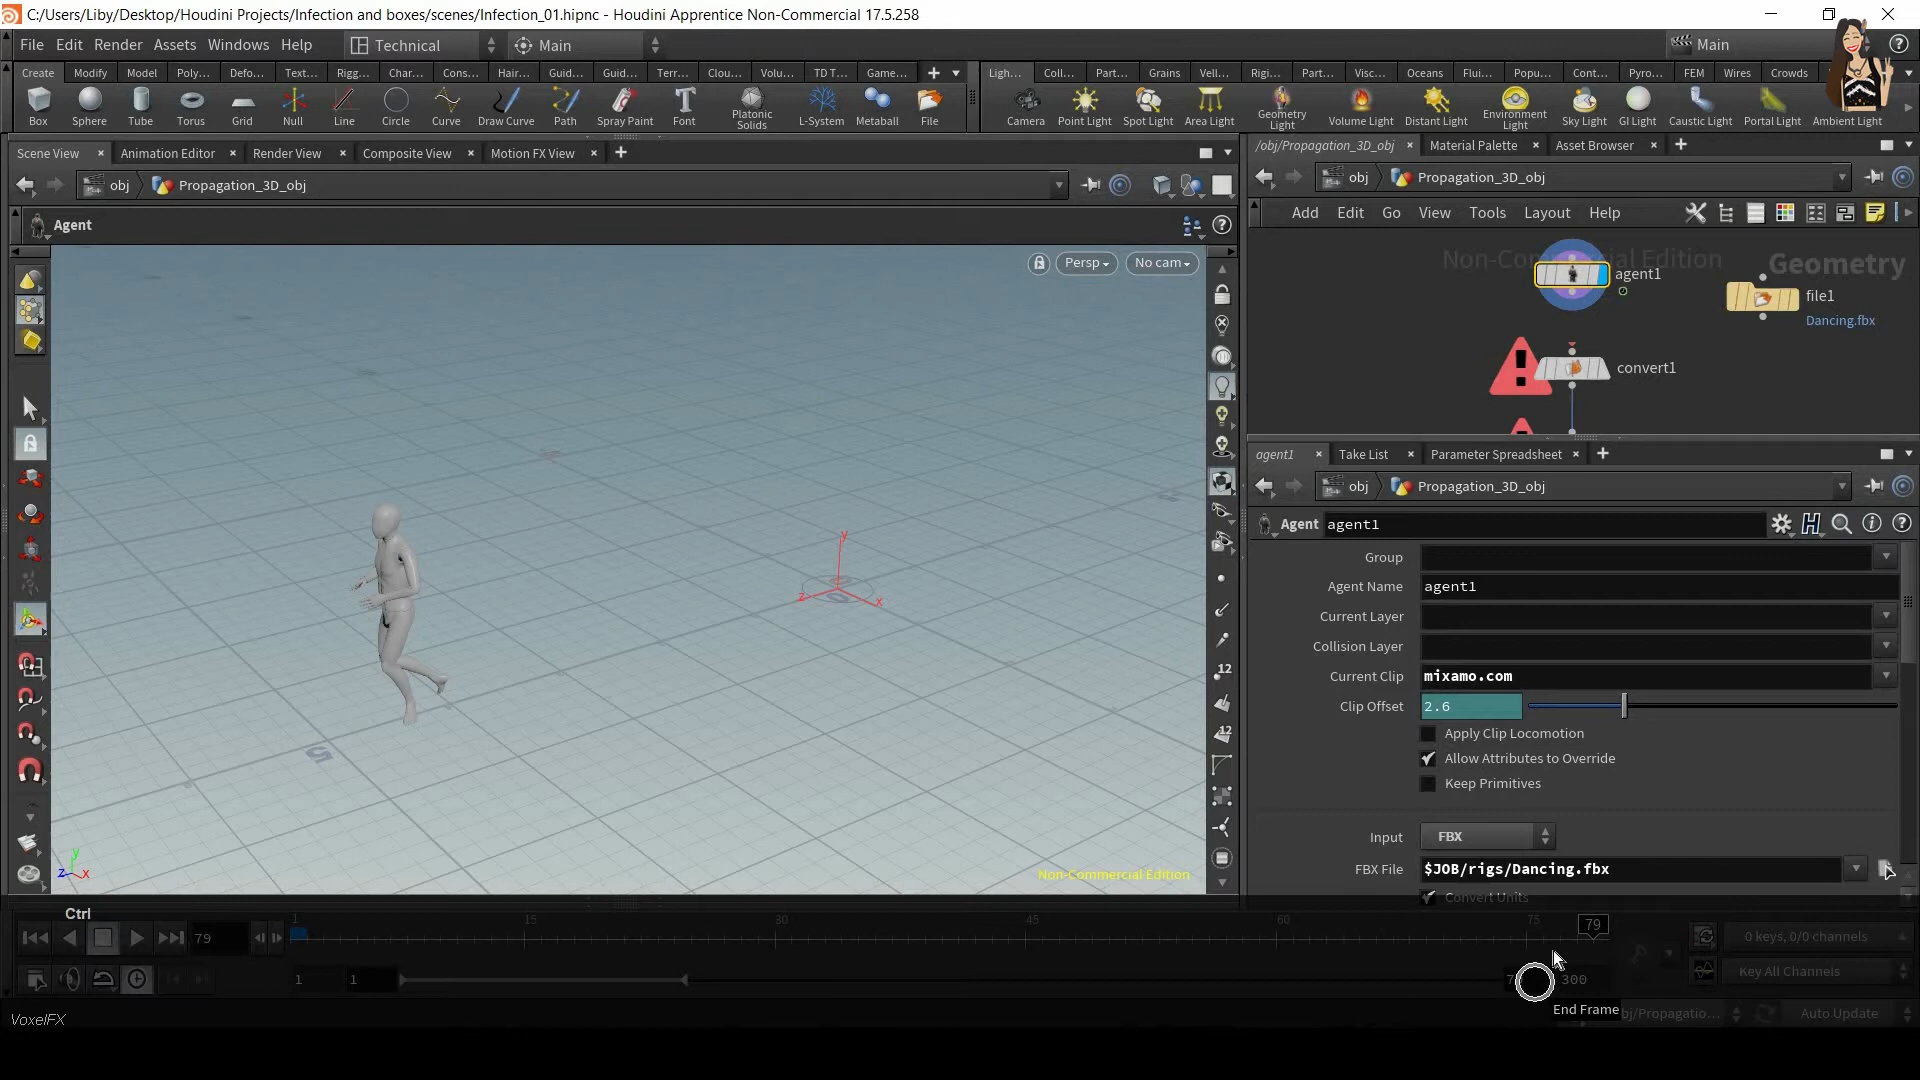 C:/Users/Liby/Desktop/Houdini Projects/Infection and boxes/scenes/Infection_01.hipnc - Houdini Apprentice Non-Commercial 17.5.258
File Edit Render Assets Windows Help Technical Main Main
Create Modify Model Poly... Defo... Text... Rigg... Char... Cons... Hair... Guid... Guid... Terr... Clou... Volu... TD T... Game... Ligh... Coll... Part... Grains Vell... Rigi... Part... Visc... Oceans Flui... Popu... Cont... Pyro... FEM Wires Crowds
Box Sphere Tube Torus Grid Null Line Circle Curve Draw Curve Path Spray Paint Font Platonic Solids L-System Metaball File Camera Point Light Spot Light Area Light Geometry Light Volume Light Distant Light Environment Light Sky Light GI Light Caustic Light Portal Light Ambient Light
Scene View Animation Editor Render View Composite View Motion FX View
/obj/Propagation_3D_obj Material Palette Asset Browser
obj Propagation_3D_obj
obj Propagation_3D_obj
Agent
Add Edit Go View Tools Layout Help
Persp No cam
Non-Commercial Edition
Geometry
agent1
file1
Dancing.fbx
convert1
agent1 Take List Parameter Spreadsheet
obj Propagation_3D_obj
Agent agent1
Group
Agent Name agent1
Current Layer
Collision Layer
Current Clip mixamo.com
Clip Offset 2.6
Apply Clip Locomotion
Allow Attributes to Override
Keep Primitives
Input FBX
FBX File $JOB/rigs/Dancing.fbx
Convert Units
y
z x
5
12
12
y
z x
Non-Commercial Edition
Ctrl
79 1 15 30 45 60 75 79
0 keys, 0/0 channels
1 1 300
Key All Channels
End Frame
bj/Propagatio... Auto Update
VoxelFX